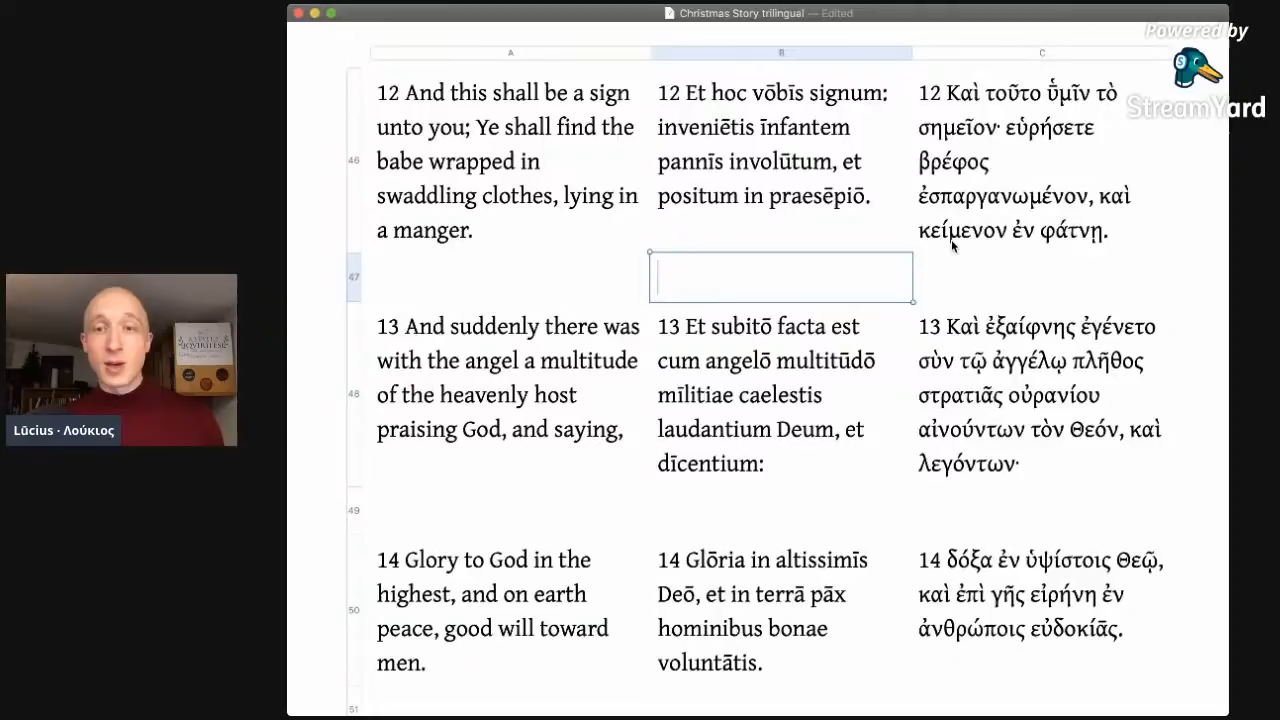 Christmas Story trilingual — Edited
Powered by
StreamYard
A
B
C
46
12 And this shall be a sign
unto you; Ye shall find the
babe wrapped in
swaddling clothes, lying in
a manger.
12 Et hoc vōbīs signum:
inveniētis īnfantem
pannīs involūtum, et
positum in praesēpiō.
12 Καὶ τοῦτο ὑ̄μῖν τὸ
σημεῖον· εὑρήσετε
βρέφος
ἐσπαργανωμένον, καὶ
κείμενον ἐν φάτνῃ.
47
48
13 And suddenly there was
with the angel a multitude
of the heavenly host
praising God, and saying,
13 Et subitō facta est
cum angelō multitūdō
mīlitiae caelestis
laudantium Deum, et
dīcentium:
13 Καὶ ἐξαίφνης ἐγένετο
σὺν τῷ ἀγγέλῳ πλῆθος
στρατιᾶς οὐρανίου
αἰνούντων τὸν Θεόν, καὶ
λεγόντων·
49
50
14 Glory to God in the
highest, and on earth
peace, good will toward
men.
14 Glōria in altissimīs
Deō, et in terrā pāx
hominibus bonae
voluntātis.
14 δόξα ἐν ὑψίστοις Θεῷ,
καὶ ἐπὶ γῆς εἰρήνη ἐν
ἀνθρώποις εὐδοκίᾱς.
51
Lūcius · Λούκιος